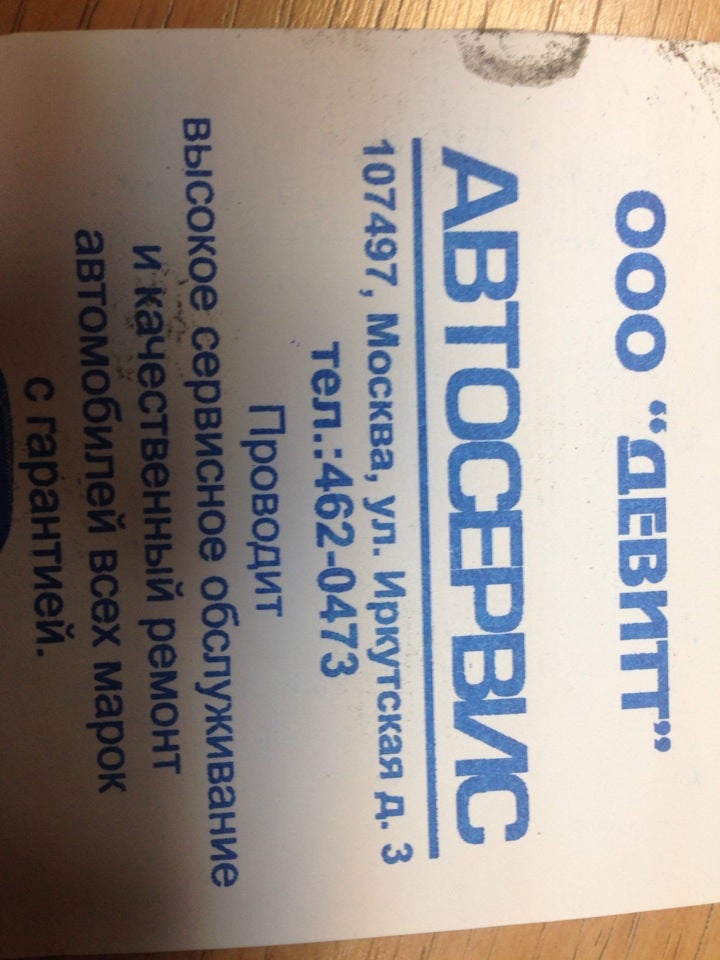 ООО “ДЕВИТТ”
АВТОСЕРВИС
107497, Москва, ул. Иркутская д. 3
тел.:462-0473
Проводит
высокое сервисное обслуживание
и качественный ремонт
автомобилей всех марок
с гарантией.